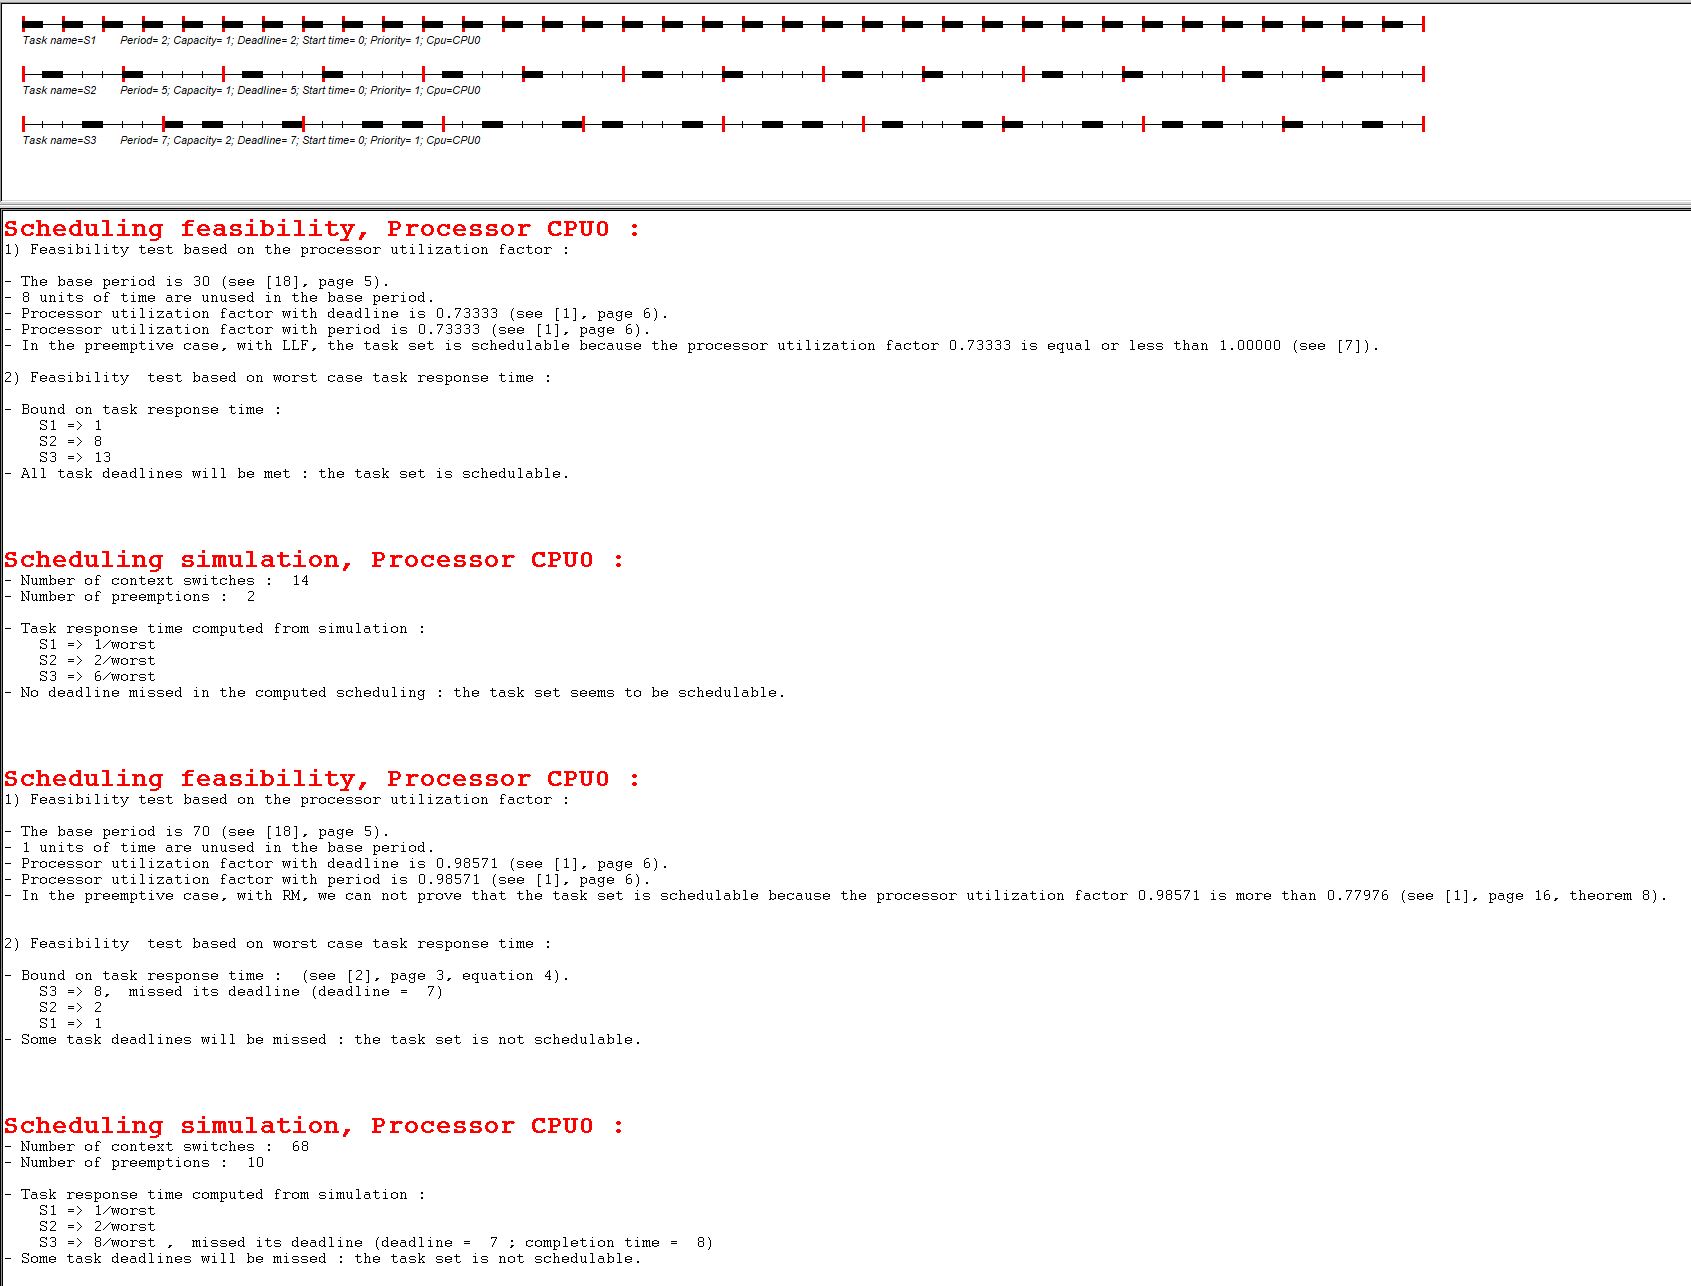 Task name=S1 Period= 2; Capacity= 1; Deadline= 2; Start time= 0; Priority= 1; Cpu=CPU0
Task name=S2 Period= 5; Capacity= 1; Deadline= 5; Start time= 0; Priority= 1; Cpu=CPU0
Task name=S3 Period= 7; Capacity= 2; Deadline= 7; Start time= 0; Priority= 1; Cpu=CPU0
Scheduling feasibility, Processor CPU0 :
1) Feasibility test based on the processor utilization factor :
- The base period is 30 (see [18], page 5).
- 8 units of time are unused in the base period.
- Processor utilization factor with deadline is 0.73333 (see [1], page 6).
- Processor utilization factor with period is 0.73333 (see [1], page 6).
- In the preemptive case, with LLF, the task set is schedulable because the processor utilization factor 0.73333 is equal or less than 1.00000 (see [7]).
2) Feasibility test based on worst case task response time :
- Bound on task response time :
S1 => 1
S2 => 8
S3 => 13
- All task deadlines will be met : the task set is schedulable.
Scheduling simulation, Processor CPU0 :
- Number of context switches : 14
- Number of preemptions : 2
- Task response time computed from simulation :
S1 => 1/worst
S2 => 2/worst
S3 => 6/worst
- No deadline missed in the computed scheduling : the task set seems to be schedulable.
Scheduling feasibility, Processor CPU0 :
1) Feasibility test based on the processor utilization factor :
- The base period is 70 (see [18], page 5).
- 1 units of time are unused in the base period.
- Processor utilization factor with deadline is 0.98571 (see [1], page 6).
- Processor utilization factor with period is 0.98571 (see [1], page 6).
- In the preemptive case, with RM, we can not prove that the task set is schedulable because the processor utilization factor 0.98571 is more than 0.77976 (see [1], page 16, theorem 8).
2) Feasibility test based on worst case task response time :
- Bound on task response time : (see [2], page 3, equation 4).
S3 => 8, missed its deadline (deadline = 7)
S2 => 2
S1 => 1
- Some task deadlines will be missed : the task set is not schedulable.
Scheduling simulation, Processor CPU0 :
- Number of context switches : 68
- Number of preemptions : 10
- Task response time computed from simulation :
S1 => 1/worst
S2 => 2/worst
S3 => 8/worst , missed its deadline (deadline = 7 ; completion time = 8)
- Some task deadlines will be missed : the task set is not schedulable.